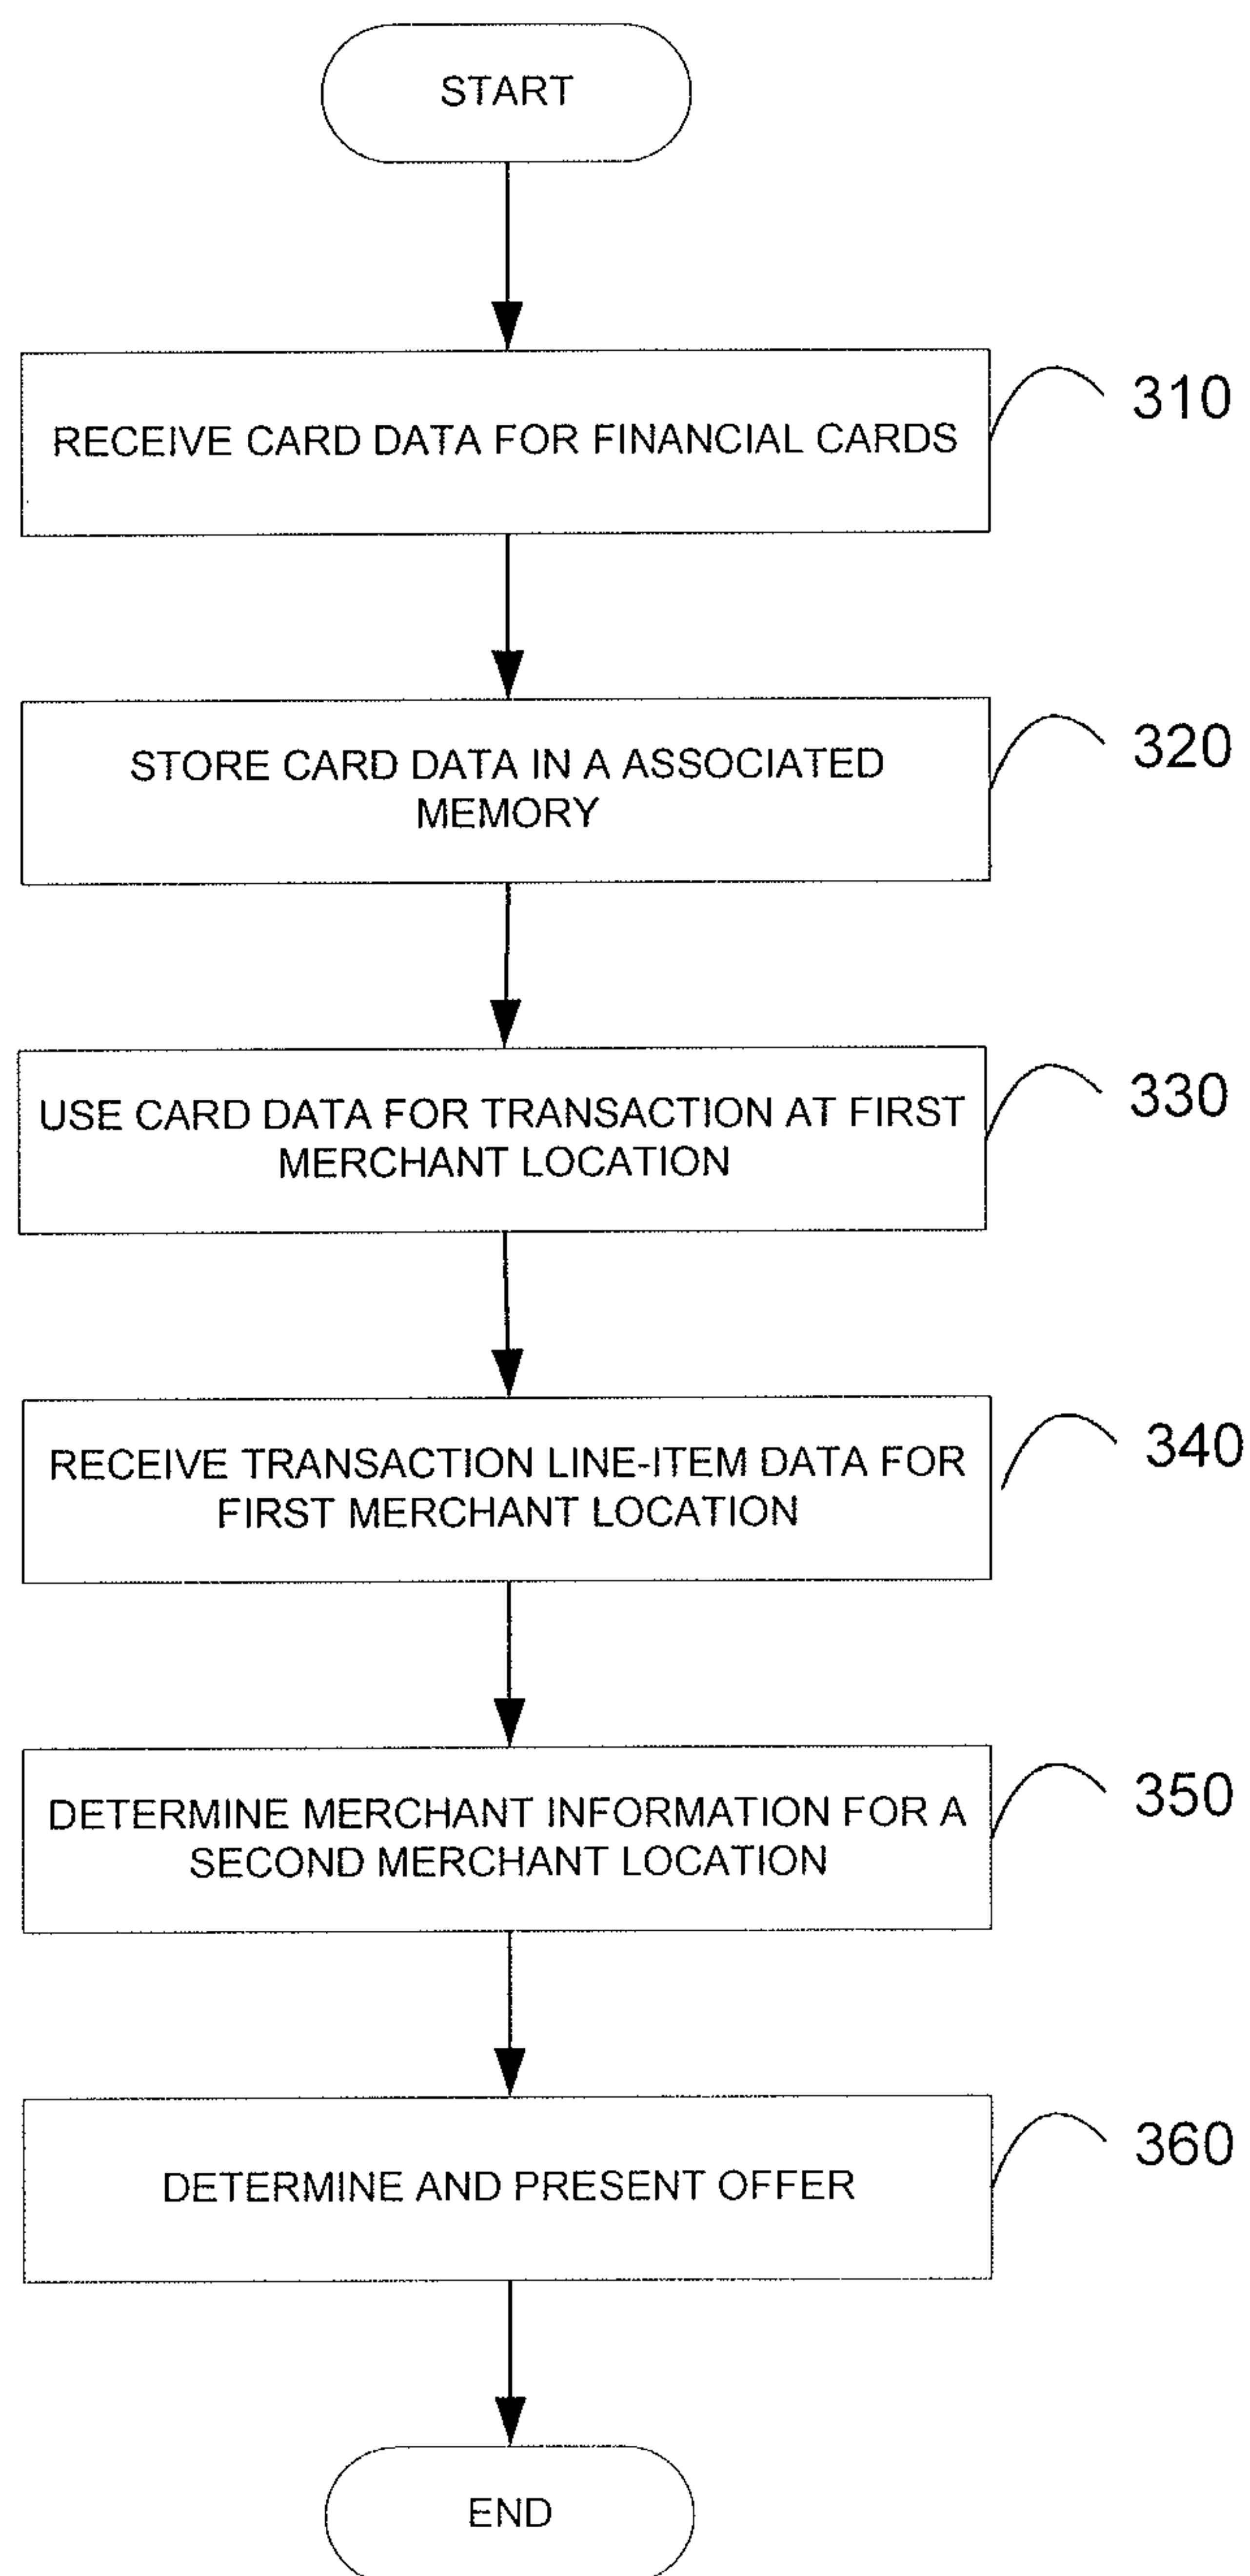 START
RECEIVE CARD DATA FOR FINANCIAL CARDS
310
STORE CARD DATA IN A ASSOCIATED
MEMORY
320
USE CARD DATA FOR TRANSACTION AT FIRST
MERCHANT LOCATION
330
RECEIVE TRANSACTION LINE-ITEM DATA FOR
FIRST MERCHANT LOCATION
340
DETERMINE MERCHANT INFORMATION FOR A
SECOND MERCHANT LOCATION
350
DETERMINE AND PRESENT OFFER
360
END